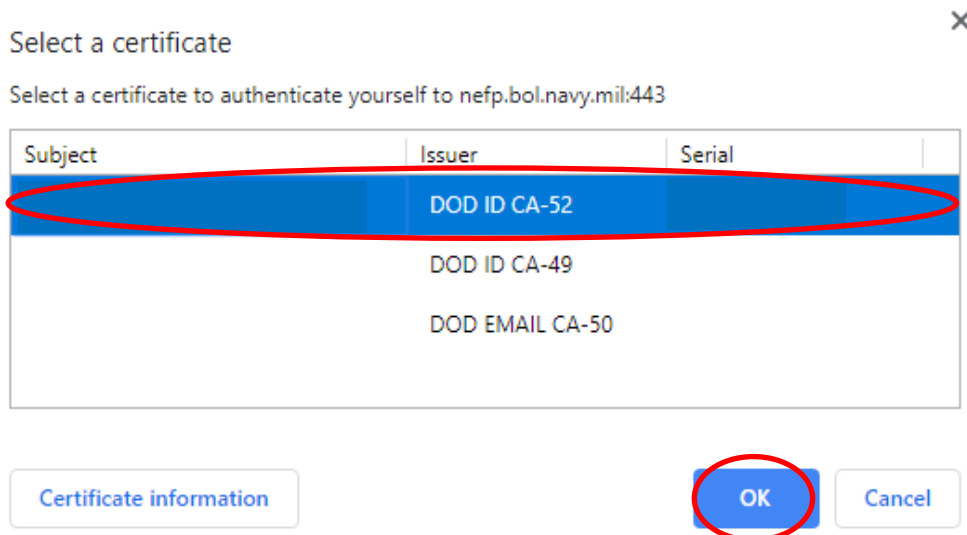 Select a certificate
Select a certificate to authenticate yourself to nefp.bol.navy.mil:443
Subject Issuer Serial
DOD ID CA-52
DOD ID CA-49
DOD EMAIL CA-50
Certificate information OK Cancel